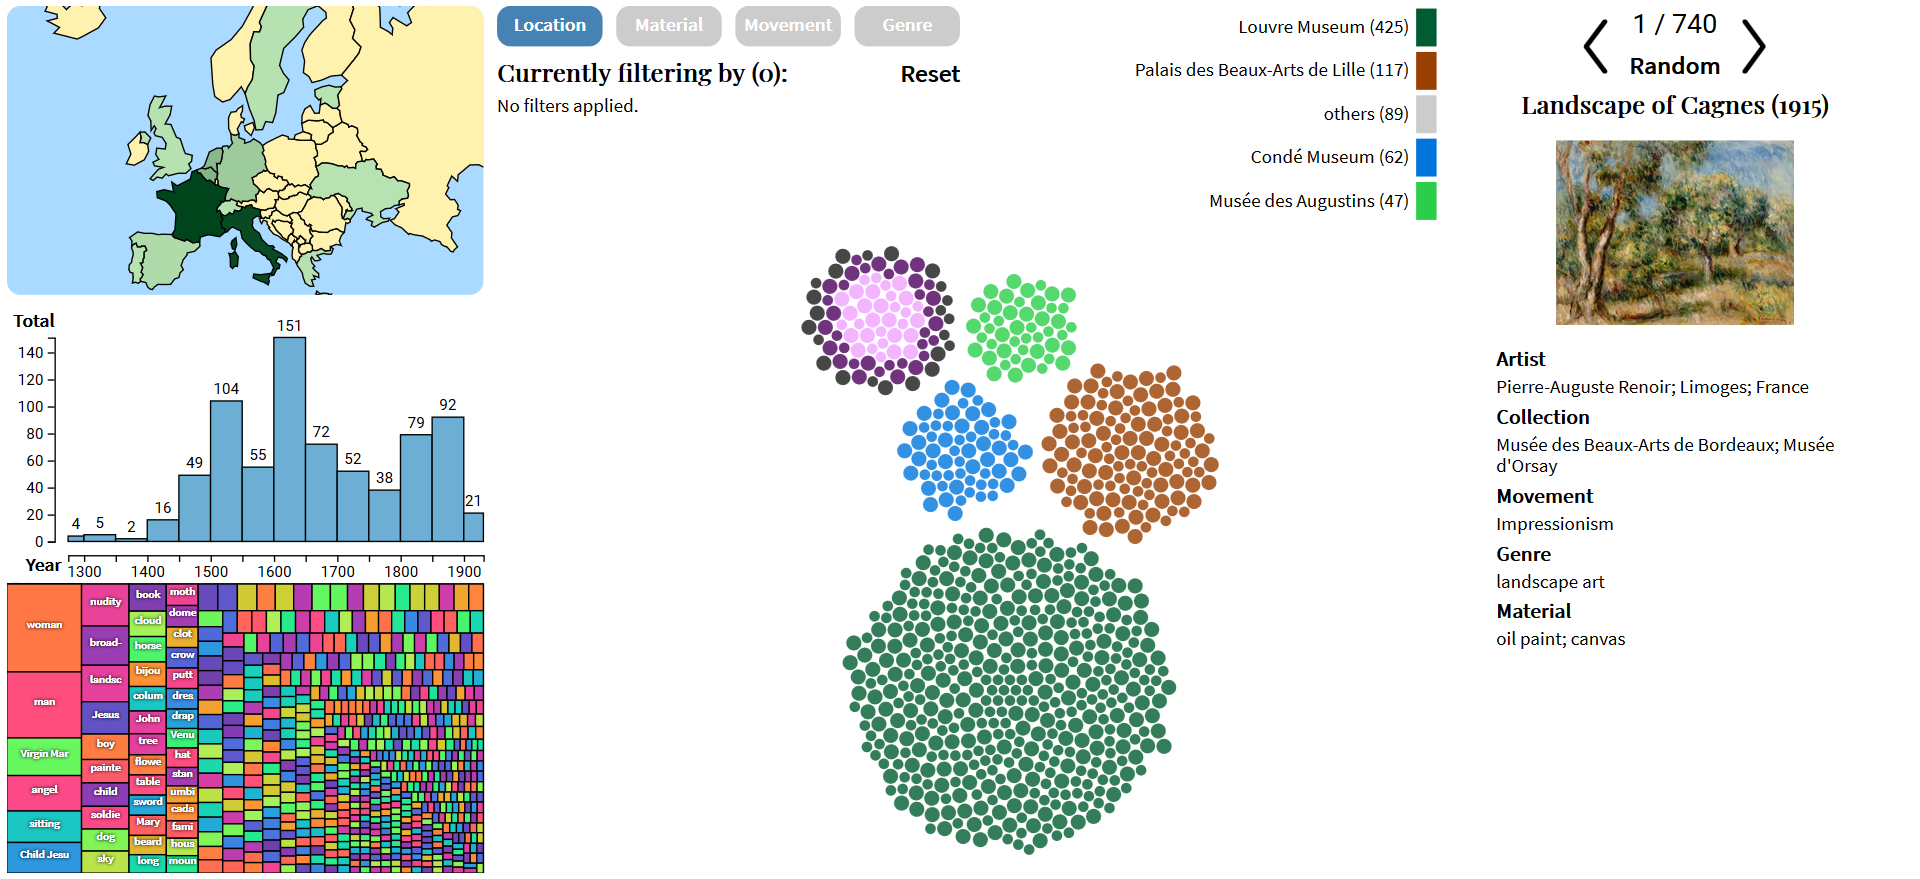 Location
Material
Movement
Genre
Currently filtering by (0):
Reset
No filters applied.
Louvre Museum (425)
Palais des Beaux-Arts de Lille (117)
others (89)
Condé Museum (62)
Musée des Augustins (47)
1 / 740
Random
Landscape of Cagnes (1915)
Artist
Pierre-Auguste Renoir; Limoges; France
Collection
Musée des Beaux-Arts de Bordeaux; Musée
d'Orsay
Movement
Impressionism
Genre
landscape art
Material
oil paint; canvas
Total
140
120
100
80
60
40
20
0
4
5
2
16
49
104
55
151
72
52
38
79
92
21
Year
1300
1400
1500
1600
1700
1800
1900
woman
man
Virgin Mar
angel
sitting
Child Jesu
nudity
broad-
landsc
Jesus
boy
painte
child
soldie
dog
sky
book
cloud
horse
bijou
colum
John
tree
flowe
table
sword
Mary
beard
long
moth
dome
clot
crow
putt
dres
drap
Venu
hat
stan
umbi
cada
fami
hous
moun